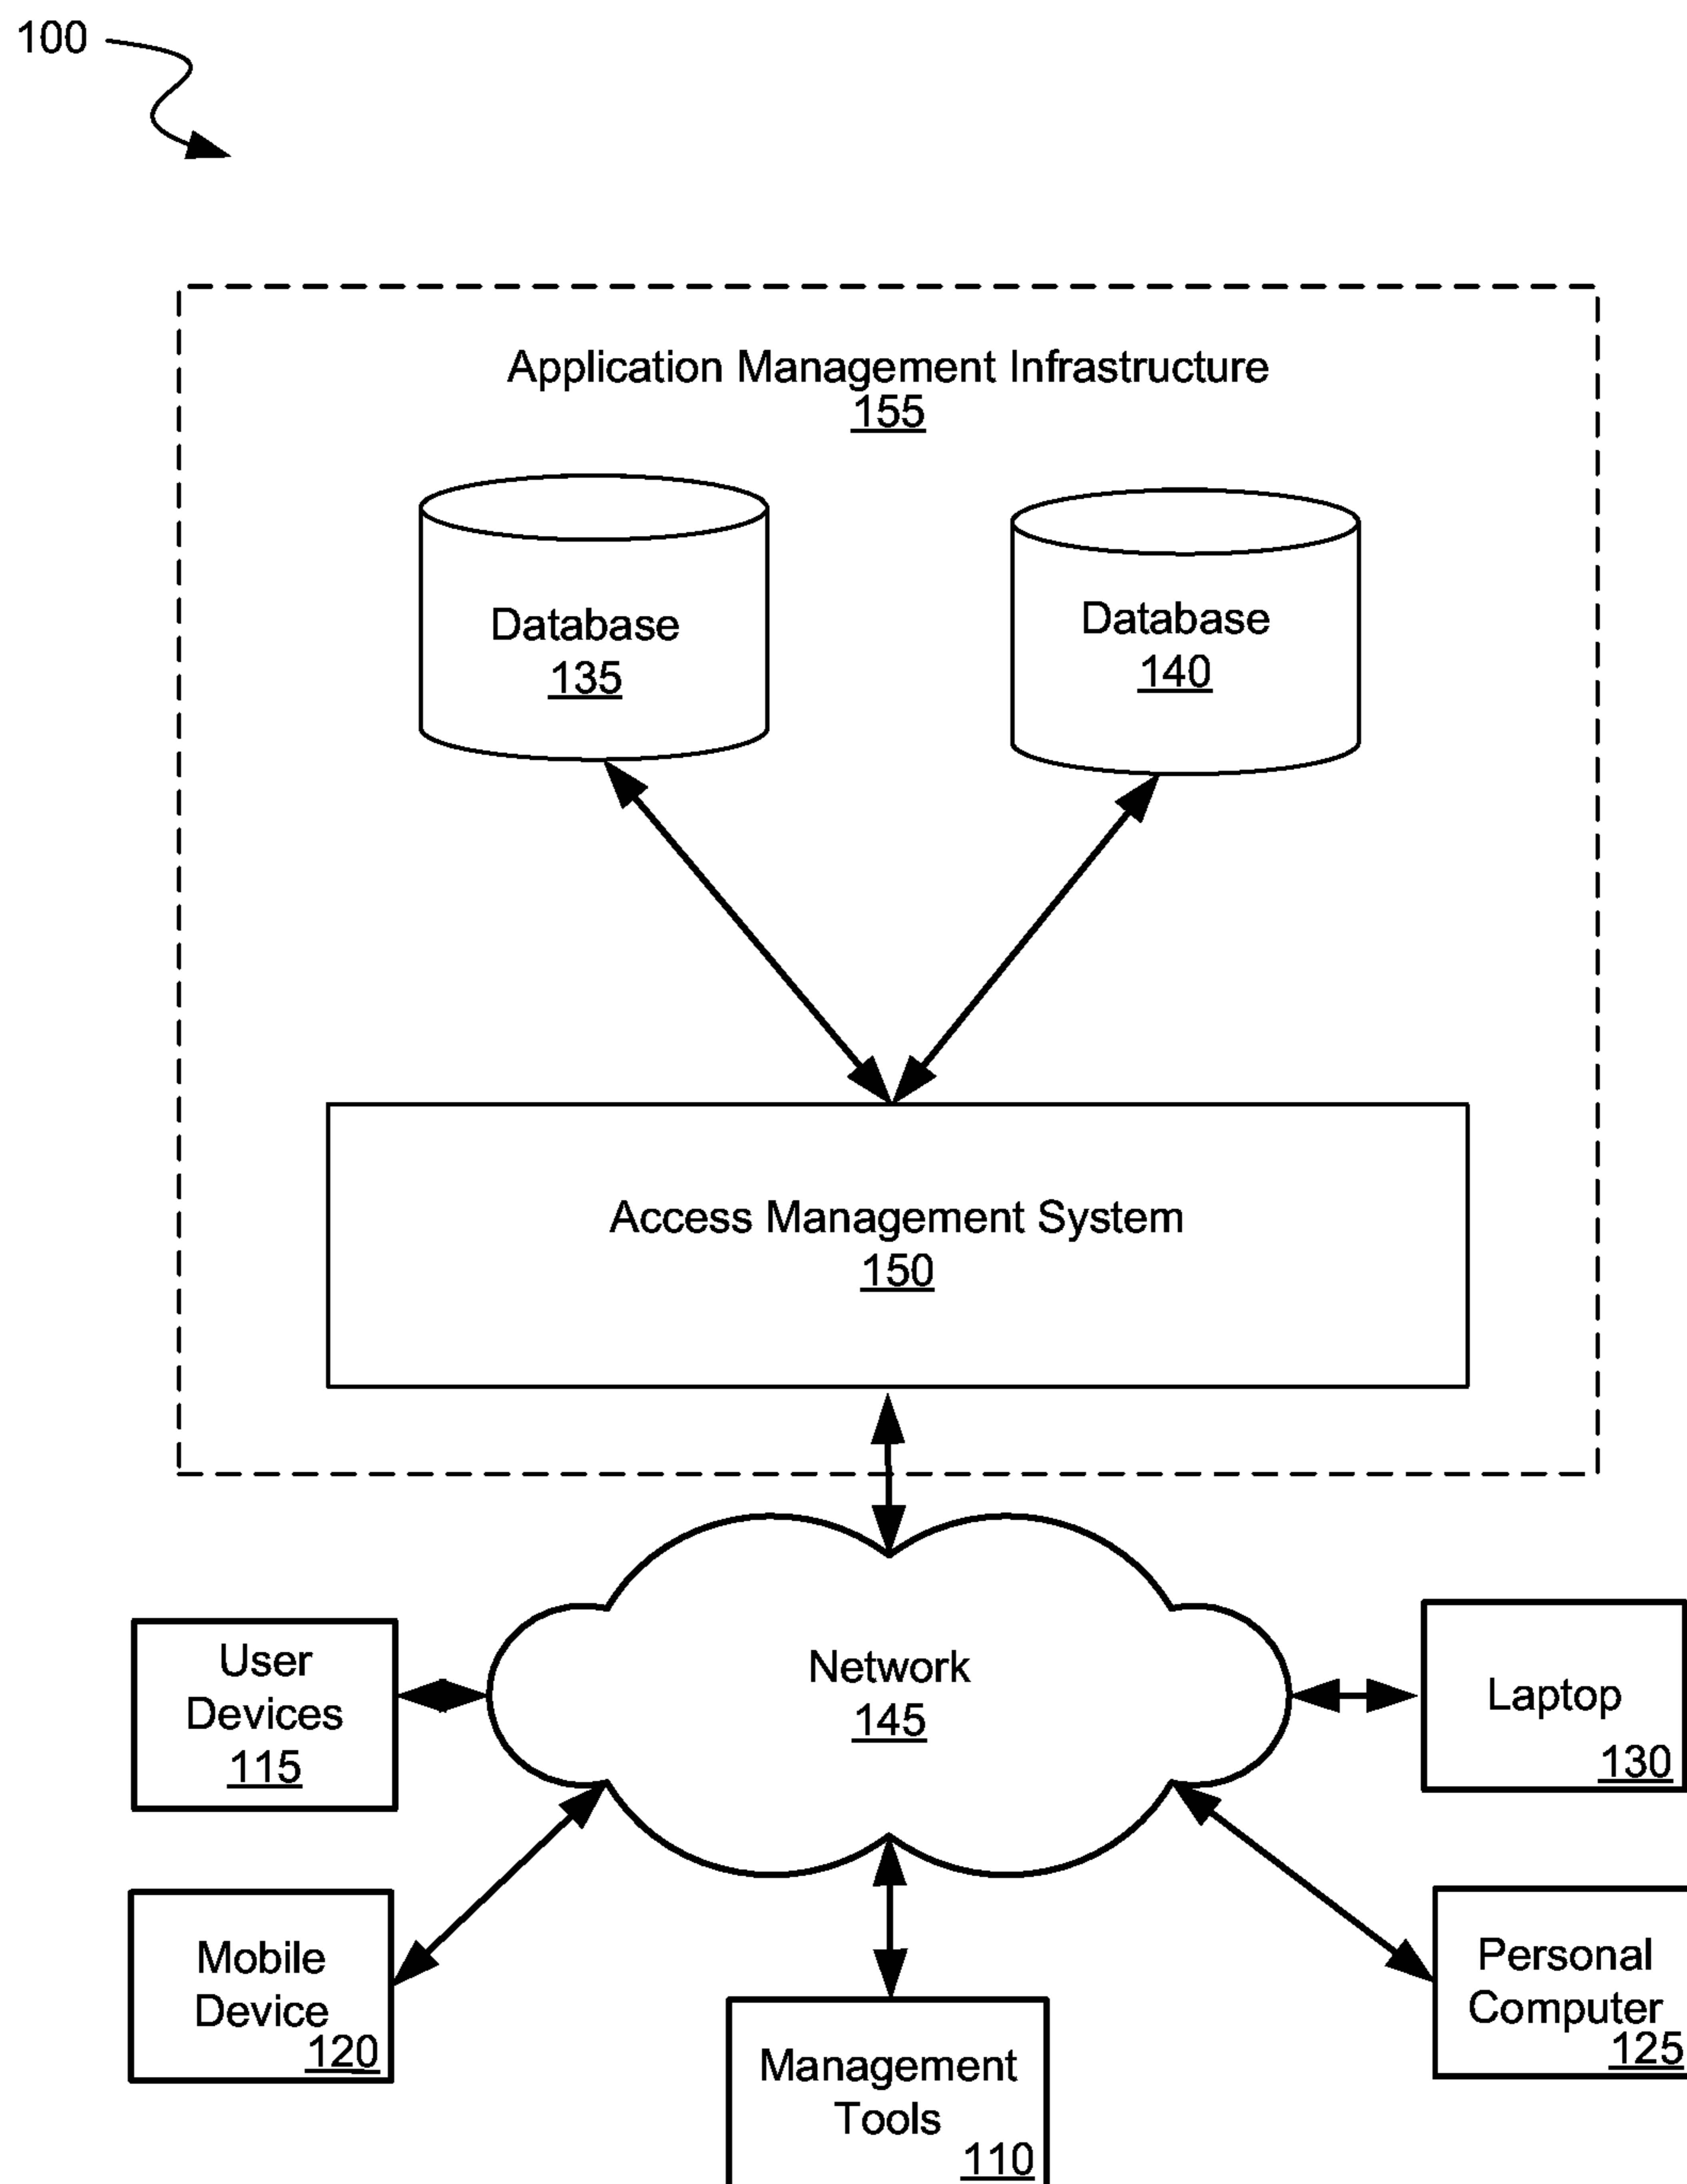 100
Application Management Infrastructure
155
Database
135
Database
140
Access Management System
150
Network
145
User
Devices
115
Laptop
130
Mobile
Device
120
Personal
Computer
125
Management
Tools
110